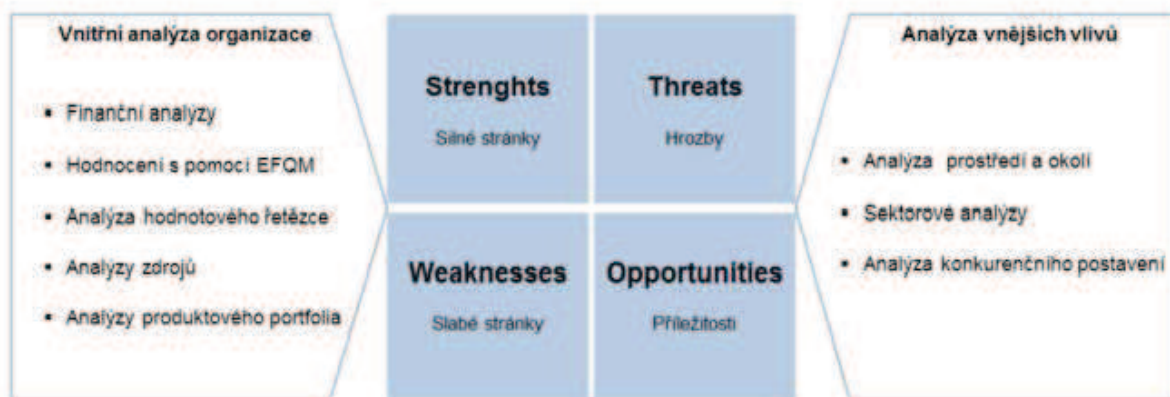 Vnitřní analýza organizace
▪ Finanční analýzy
▪ Hodnocení s pomocí EFQM
▪ Analýza hodnotového řetězce
▪ Analýzy zdrojů
▪ Analýzy produktového portfolia
Strenghts
Silné stránky
Threats
Hrozby
Weaknesses
Slabé stránky
Opportunities
Příležitosti
Analýza vnějších vlivů
▪ Analýza prostředí a okolí
▪ Sektorové analýzy
▪ Analýza konkurenčního postavení